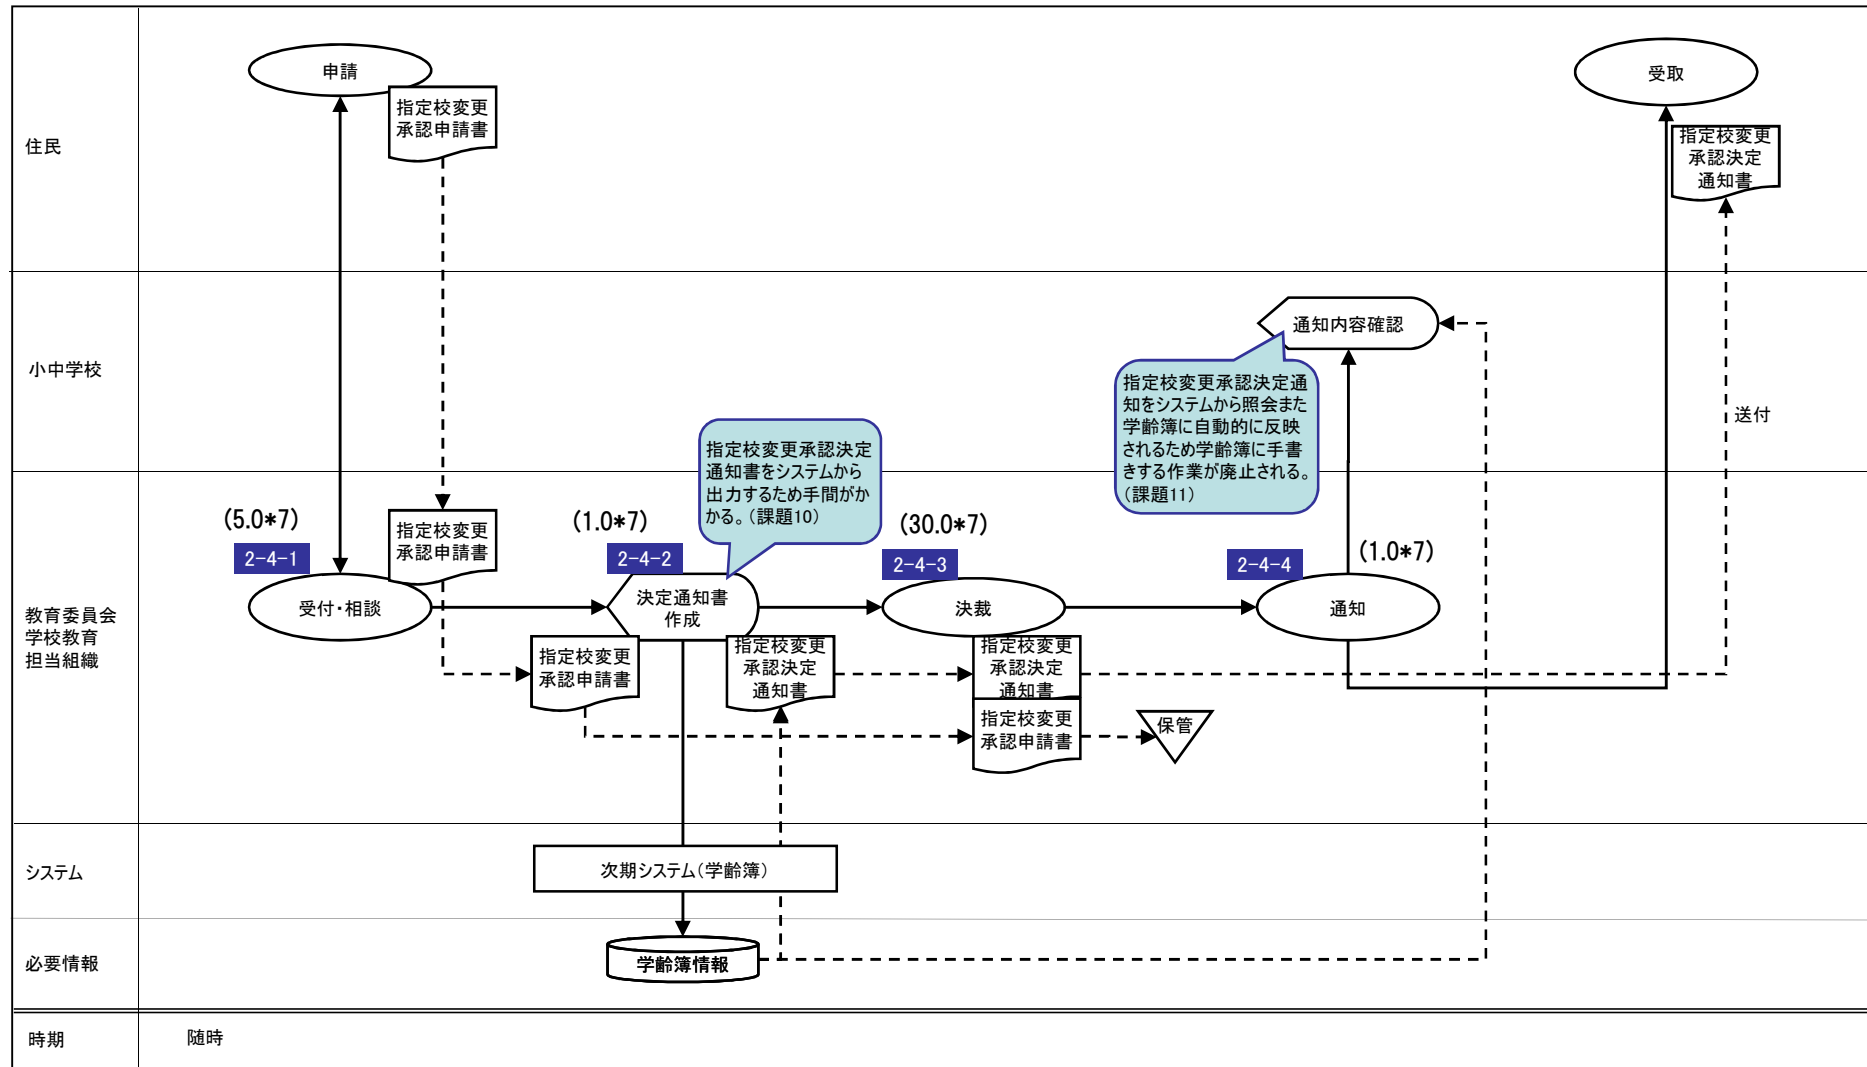 住民
申請
指定校変更
承認申請書
受取
指定校変更
承認決定
通知書
小中学校
通知内容確認
指定校変更承認決定通
知をシステムから照会また
学齢簿に自動的に反映
されるため学齢簿に手書
きする作業が廃止される。
（課題11）
送付
教育委員会
学校教育
担当組織
(5.0*7)
2-4-1
受付・相談
指定校変更
承認申請書
(1.0*7)
2-4-2
決定通知書
作成
指定校変更承認決定
通知書をシステムから
出力するため手間がか
かる。（課題10）
(30.0*7)
2-4-3
決裁
2-4-4
(1.0*7)
通知
指定校変更
承認申請書
指定校変更
承認決定
通知書
指定校変更
承認決定
通知書
指定校変更
承認申請書
保管
システム
次期システム（学齢簿）
必要情報
学齢簿情報
時期
随時